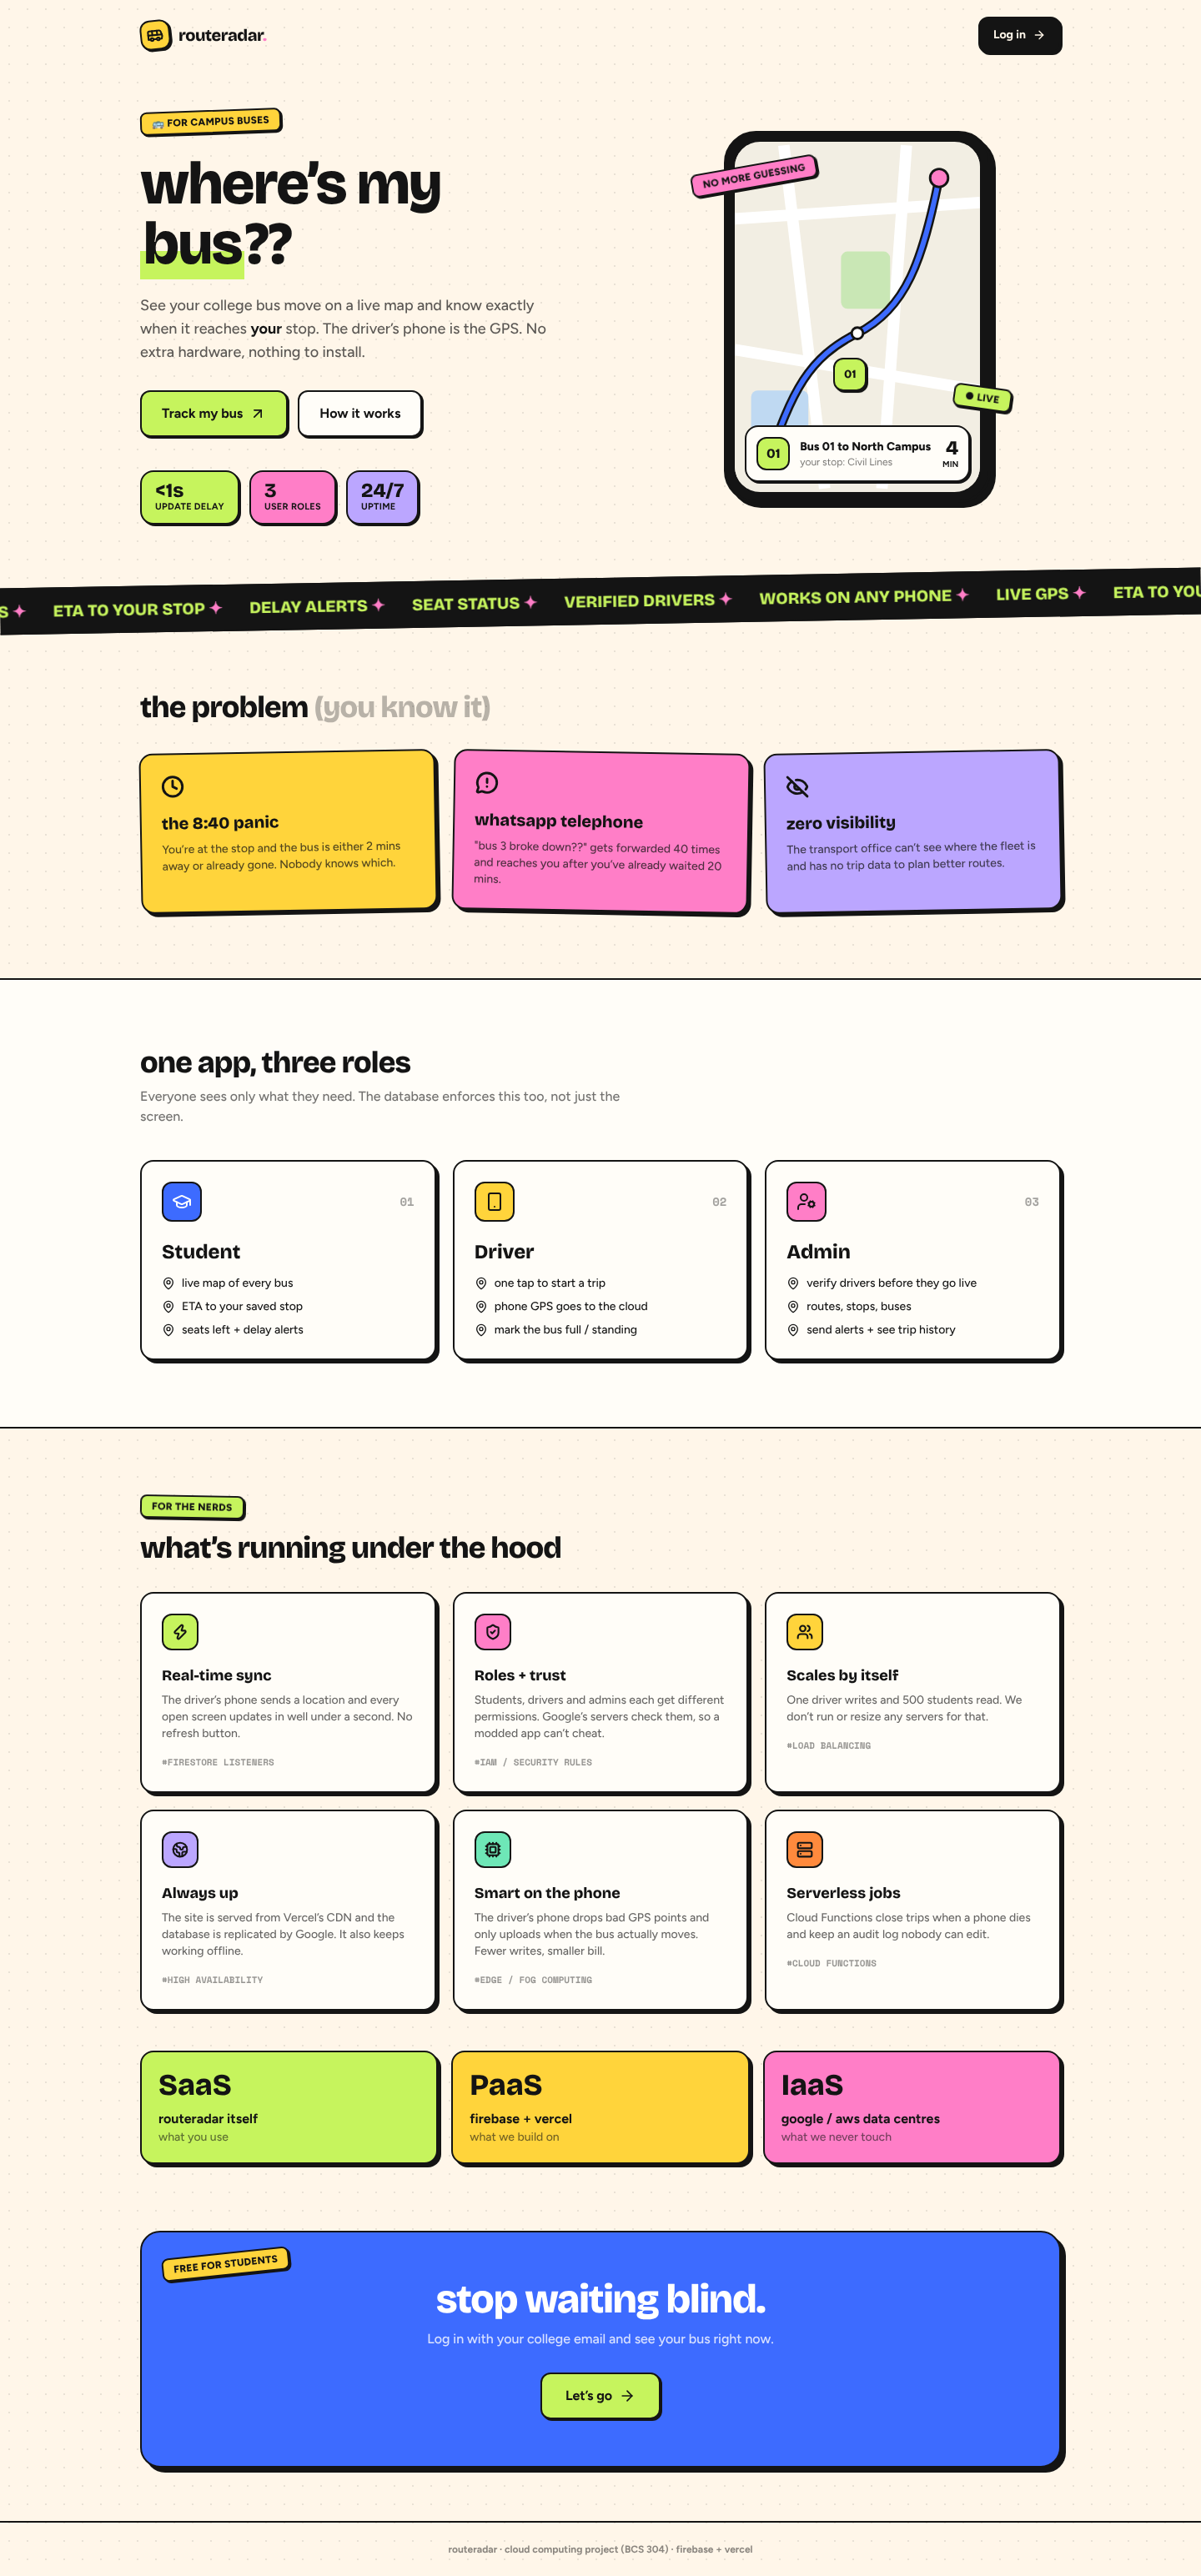 routeradar.
Log in
🚌 FOR CAMPUS BUSES
where's my
bus??
See your college bus move on a live map and know exactly
when it reaches your stop. The driver's phone is the GPS. No
extra hardware, nothing to install.
Track my bus
How it works
<1s
UPDATE DELAY
3
USER ROLES
24/7
UPTIME
NO MORE GUESSING
01
LIVE
01
Bus 01 to North Campus
your stop: Civil Lines
4
MIN
S ✦ ETA TO YOUR STOP ✦ DELAY ALERTS ✦ SEAT STATUS ✦ VERIFIED DRIVERS ✦ WORKS ON ANY PHONE ✦ LIVE GPS ✦ ETA TO YOU
the problem (you know it)
the 8:40 panic
You're at the stop and the bus is either 2 mins
away or already gone. Nobody knows which.
whatsapp telephone
"bus 3 broke down??" gets forwarded 40 times
and reaches you after you've already waited 20
mins.
zero visibility
The transport office can't see where the fleet is
and has no trip data to plan better routes.
one app, three roles
Everyone sees only what they need. The database enforces this too, not just the
screen.
01
Student
live map of every bus
ETA to your saved stop
seats left + delay alerts
02
Driver
one tap to start a trip
phone GPS goes to the cloud
mark the bus full / standing
03
Admin
verify drivers before they go live
routes, stops, buses
send alerts + see trip history
FOR THE NERDS
what's running under the hood
Real-time sync
The driver's phone sends a location and every
open screen updates in well under a second. No
refresh button.
#FIRESTORE LISTENERS
Roles + trust
Students, drivers and admins each get different
permissions. Google's servers check them, so a
modded app can't cheat.
#IAM / SECURITY RULES
Scales by itself
One driver writes and 500 students read. We
don't run or resize any servers for that.
#LOAD BALANCING
Always up
The site is served from Vercel's CDN and the
database is replicated by Google. It also keeps
working offline.
#HIGH AVAILABILITY
Smart on the phone
The driver's phone drops bad GPS points and
only uploads when the bus actually moves.
Fewer writes, smaller bill.
#EDGE / FOG COMPUTING
Serverless jobs
Cloud Functions close trips when a phone dies
and keep an audit log nobody can edit.
#CLOUD FUNCTIONS
SaaS
routeradar itself
what you use
PaaS
firebase + vercel
what we build on
IaaS
google / aws data centres
what we never touch
FREE FOR STUDENTS
stop waiting blind.
Log in with your college email and see your bus right now.
Let's go
routeradar · cloud computing project (BCS 304) · firebase + vercel